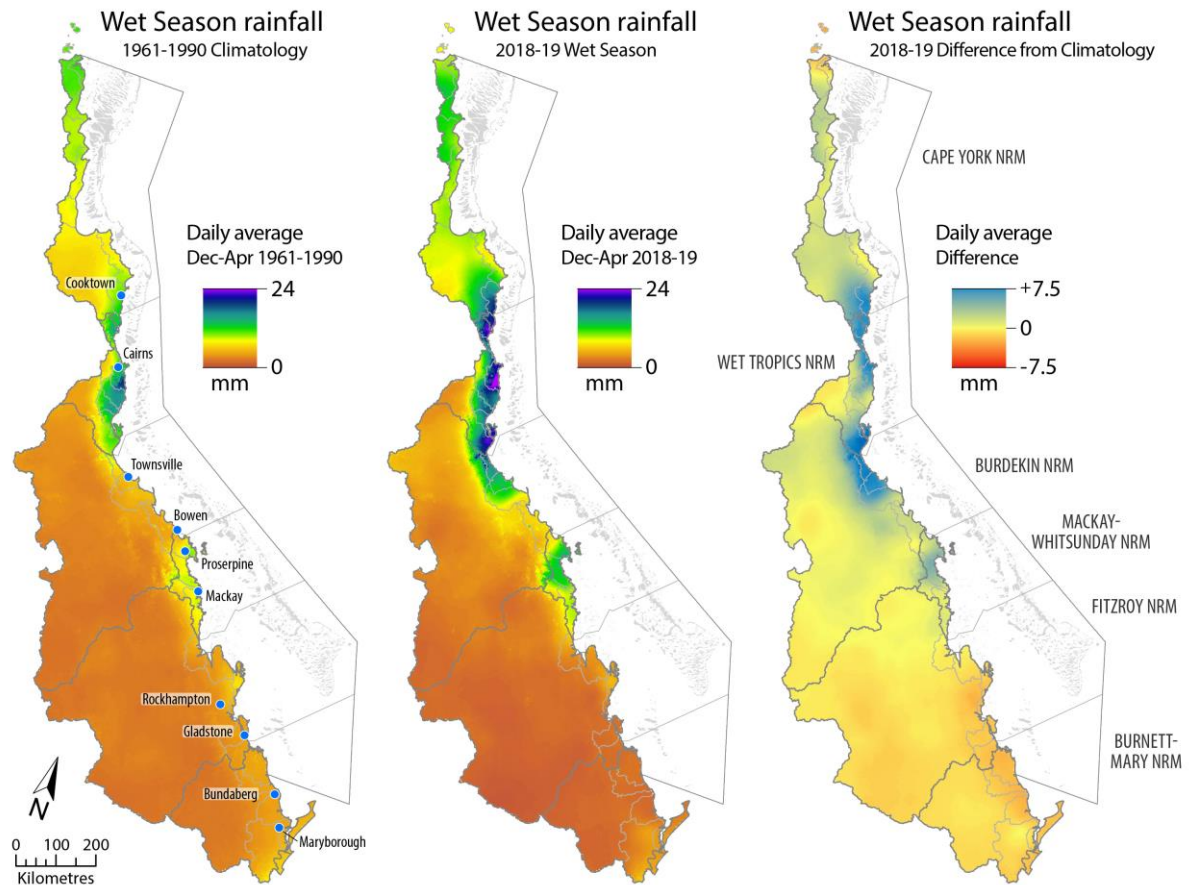 Wet Season rainfall
1961-1990 Climatology
Daily average
Dec-Apr 1961-1990
24
0
mm
Cooktown
Cairns
Townsville
Bowen
Proserpine
Mackay
Rockhampton
Gladstone
Bundaberg
Maryborough
N
0 100 200
Kilometres
Wet Season rainfall
2018-19 Wet Season
Daily average
Dec-Apr 2018-19
24
0
mm
Wet Season rainfall
2018-19 Difference from Climatology
CAPE YORK NRM
Daily average
Difference
+7.5
0
-7.5
mm
WET TROPICS NRM
BURDEKIN NRM
MACKAY-
WHITSUNDAY NRM
FITZROY NRM
BURNETT-
MARY NRM